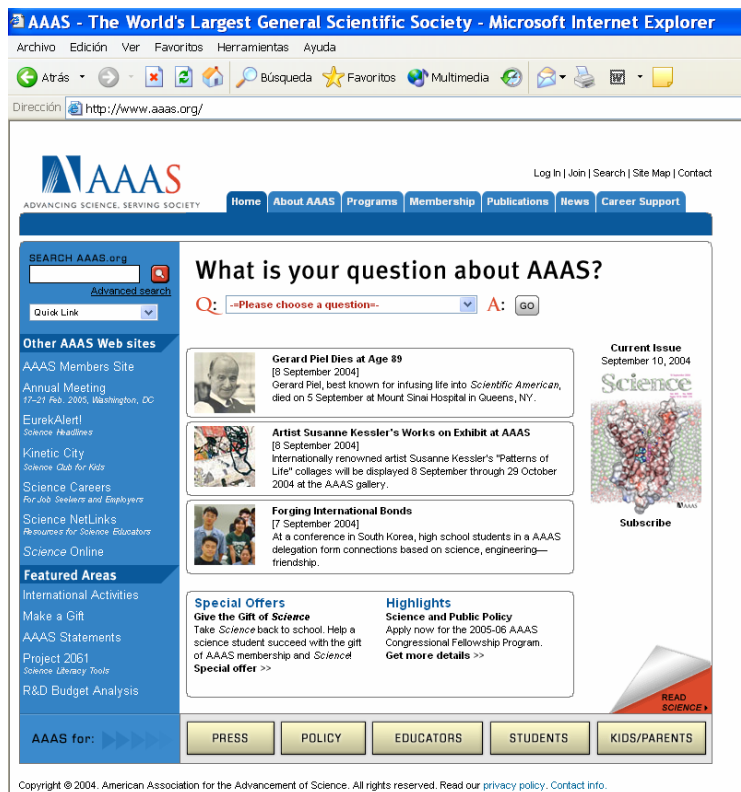 AAAS - The World's Largest General Scientific Society - Microsoft Internet Explorer
Archivo Edición Ver Favoritos Herramientas Ayuda
Atrás Búsqueda Favoritos Multimedia
Dirección http://www.aaas.org/
AAAS
ADVANCING SCIENCE, SERVING SOCIETY
Log In | Join | Search | Site Map | Contact
Home About AAAS Programs Membership Publications News Career Support
SEARCH AAAS.org
Advanced search
Quick Link
What is your question about AAAS?
Q: -=Please choose a question=- A: GO
Other AAAS Web sites
AAAS Members Site
Annual Meeting
17–21 Feb. 2005, Washington, DC
EurekAlert!
Science Headlines
Kinetic City
Science Club for Kids
Science Careers
For Job Seekers and Employers
Science NetLinks
Resources for Science Educators
Science Online
Featured Areas
International Activities
Make a Gift
AAAS Statements
Project 2061
Science Literacy Tools
R&D Budget Analysis
Gerard Piel Dies at Age 89
[8 September 2004]
Gerard Piel, best known for infusing life into Scientific American,
died on 5 September at Mount Sinai Hospital in Queens, NY.
Artist Susanne Kessler's Works on Exhibit at AAAS
[8 September 2004]
Internationally renowned artist Susanne Kessler's "Patterns of
Life" collages will be displayed 8 September through 29 October
2004 at the AAAS gallery.
Forging International Bonds
[7 September 2004]
At a conference in South Korea, high school students in a AAAS
delegation form connections based on science, engineering—
friendship.
Current Issue
September 10, 2004
Science
AAAS
Subscribe
Special Offers
Give the Gift of Science
Take Science back to school. Help a
science student succeed with the gift
of AAAS membership and Science!
Special offer >>
Highlights
Science and Public Policy
Apply now for the 2005-06 AAAS
Congressional Fellowship Program.
Get more details >>
READ
SCIENCE
AAAS for: PRESS POLICY EDUCATORS STUDENTS KIDS/PARENTS
Copyright © 2004. American Association for the Advancement of Science. All rights reserved. Read our privacy policy. Contact info.